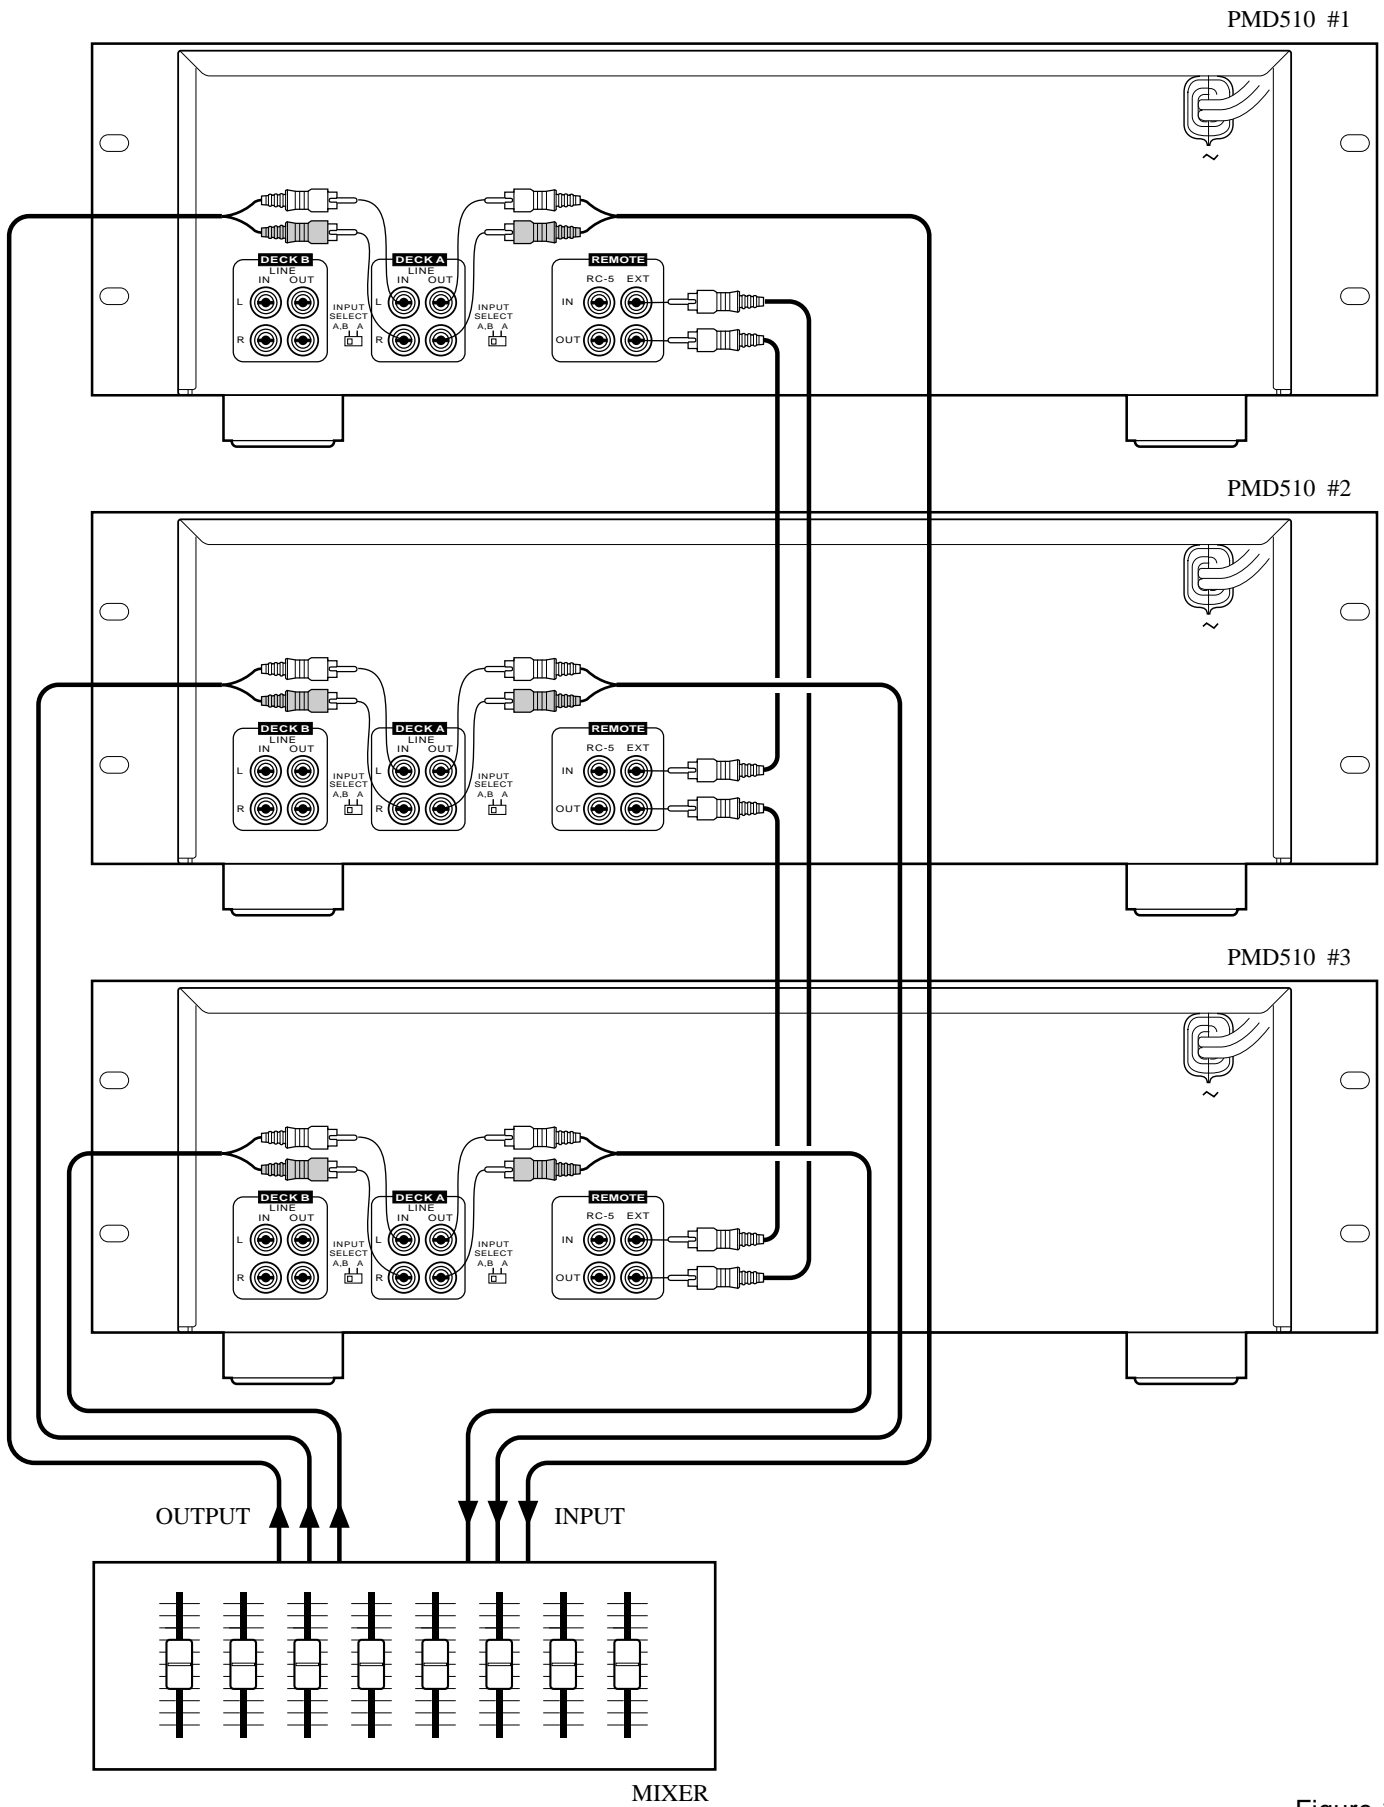 PMD510 #1
DECK B
LINE
IN OUT
L
R
INPUT
SELECT
A,B A
DECK A
LINE
IN OUT
L
R
INPUT
SELECT
A,B A
REMOTE
RC-5 EXT
IN
OUT
PMD510 #2
DECK B
LINE
IN OUT
L
R
INPUT
SELECT
A,B A
DECK A
LINE
IN OUT
L
R
INPUT
SELECT
A,B A
REMOTE
RC-5 EXT
IN
OUT
PMD510 #3
DECK B
LINE
IN OUT
L
R
INPUT
SELECT
A,B A
DECK A
LINE
IN OUT
L
R
INPUT
SELECT
A,B A
REMOTE
RC-5 EXT
IN
OUT
OUTPUT
INPUT
MIXER